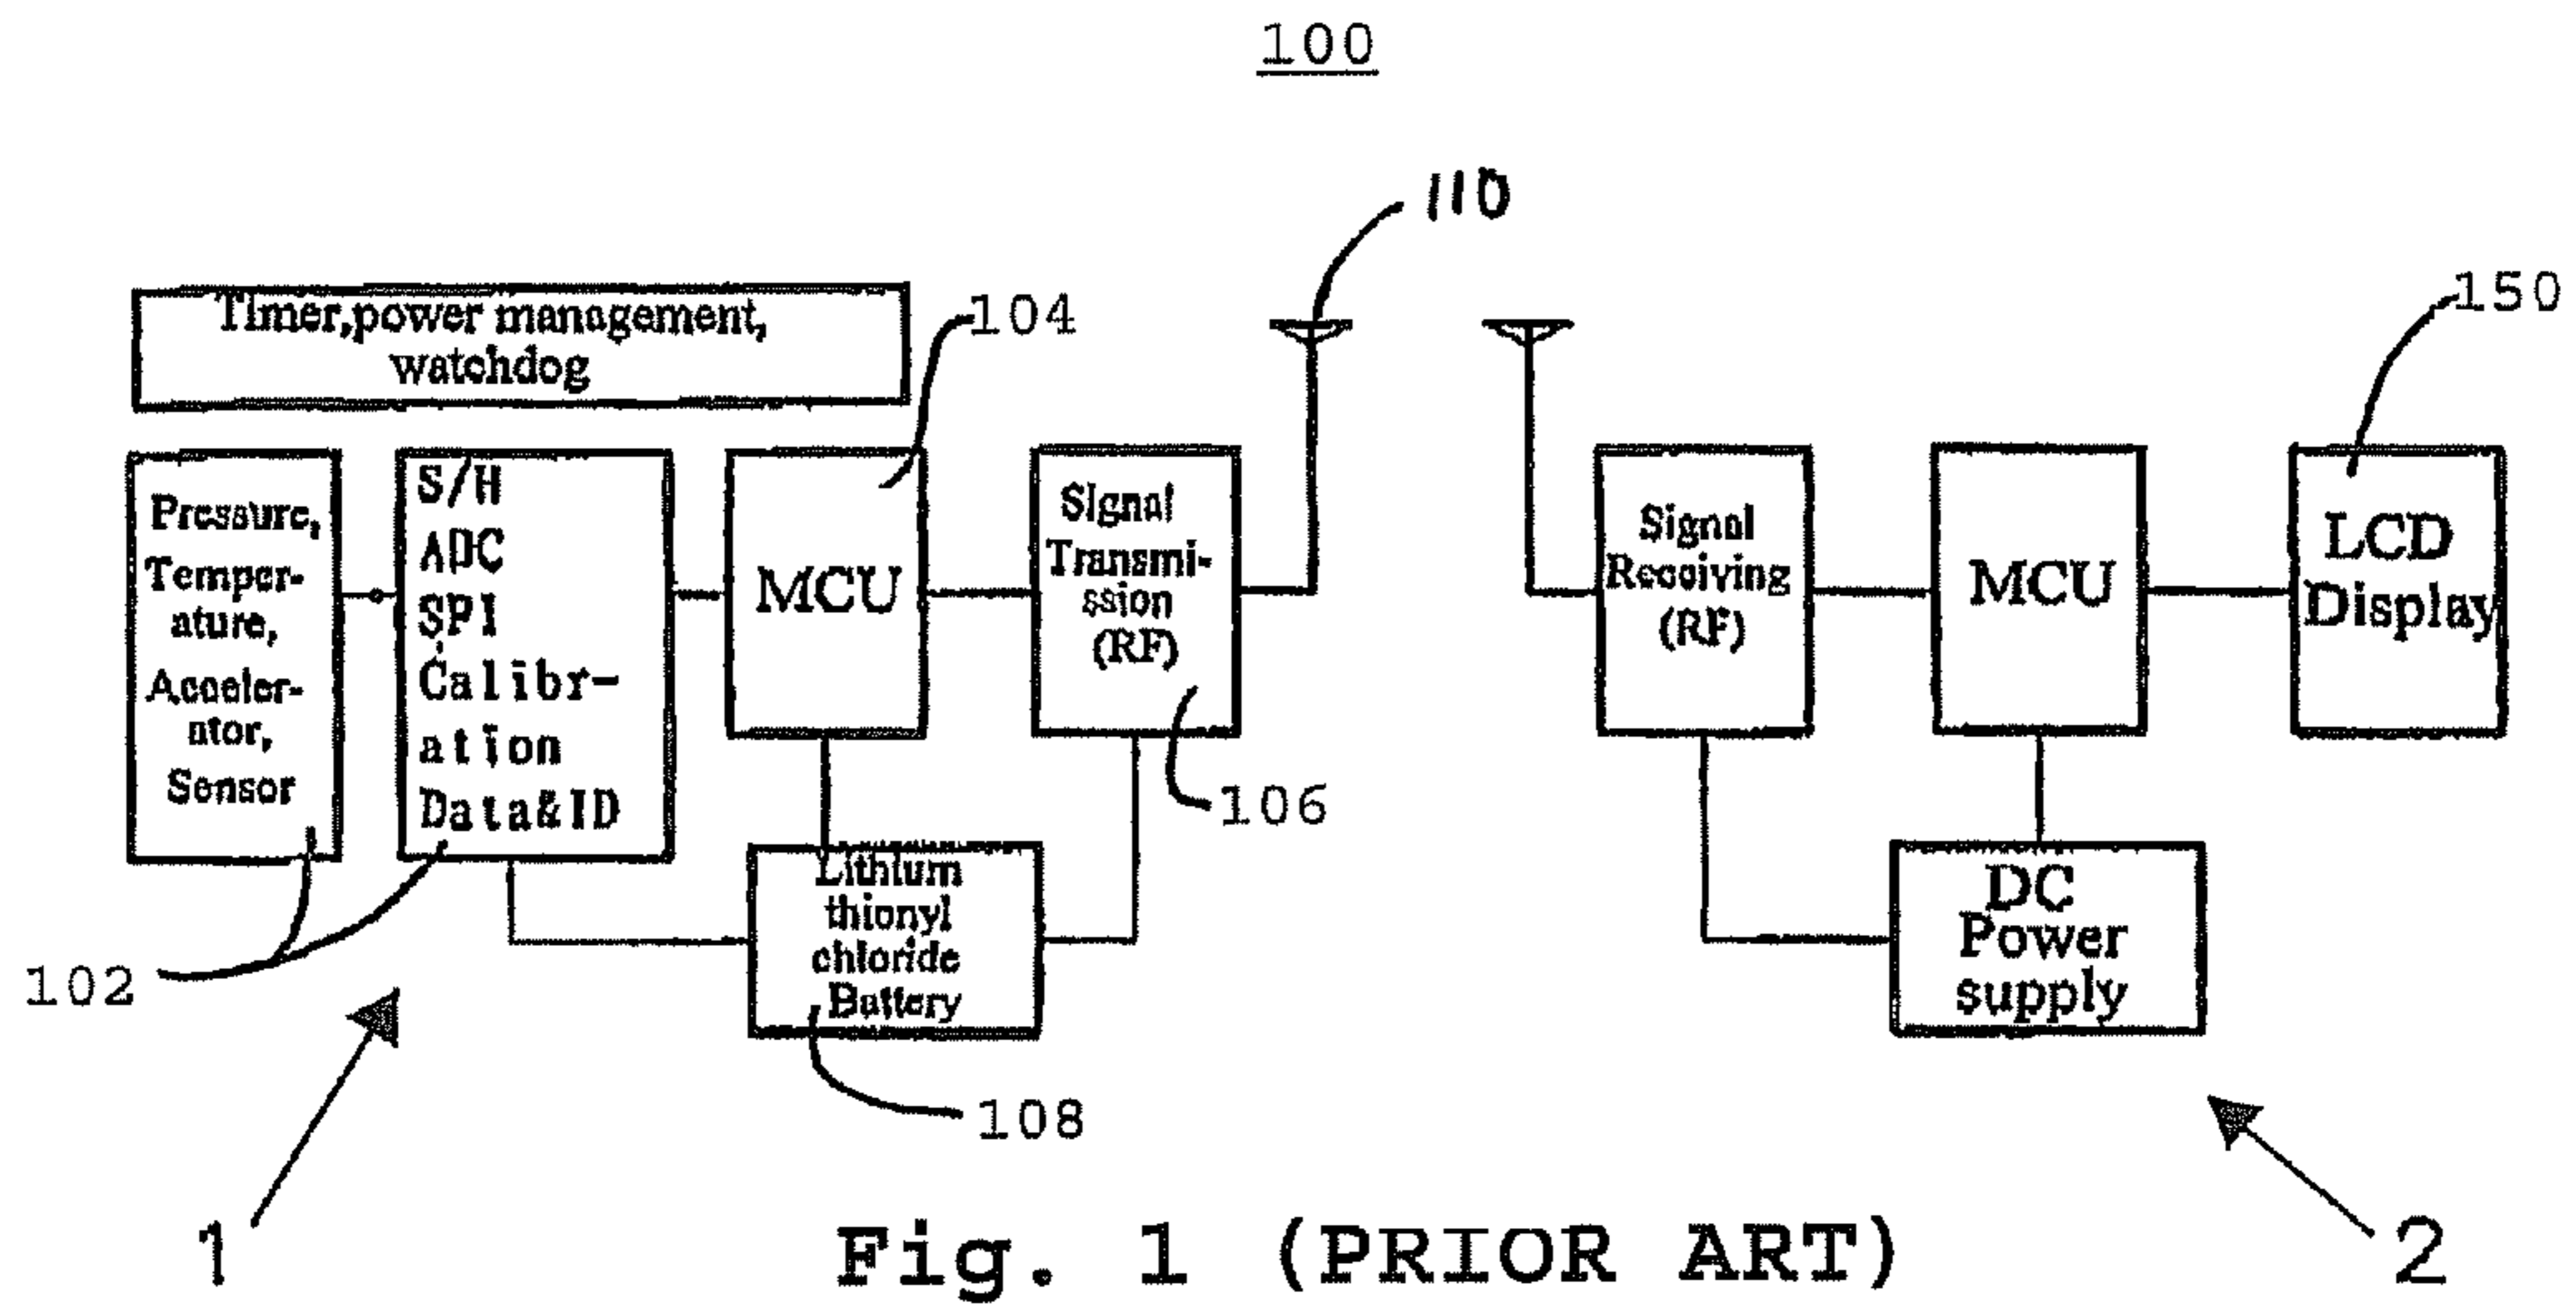 100
110
Timer,power management,
watchdog
104
150
Pressure,
Temper-
ature,
Acceler-
ator,
Sensor
S/H
ADC
SPI
Calibr-
ation
Data&ID
MCU
Signal
Transmi-
ssion
(RF)
Signal
Receiving
(RF)
MCU
LCD
Display
106
Lithium
thionyl
chloride
Battery
DC
Power
supply
102
108
1
2
Fig. 1 (PRIOR ART)